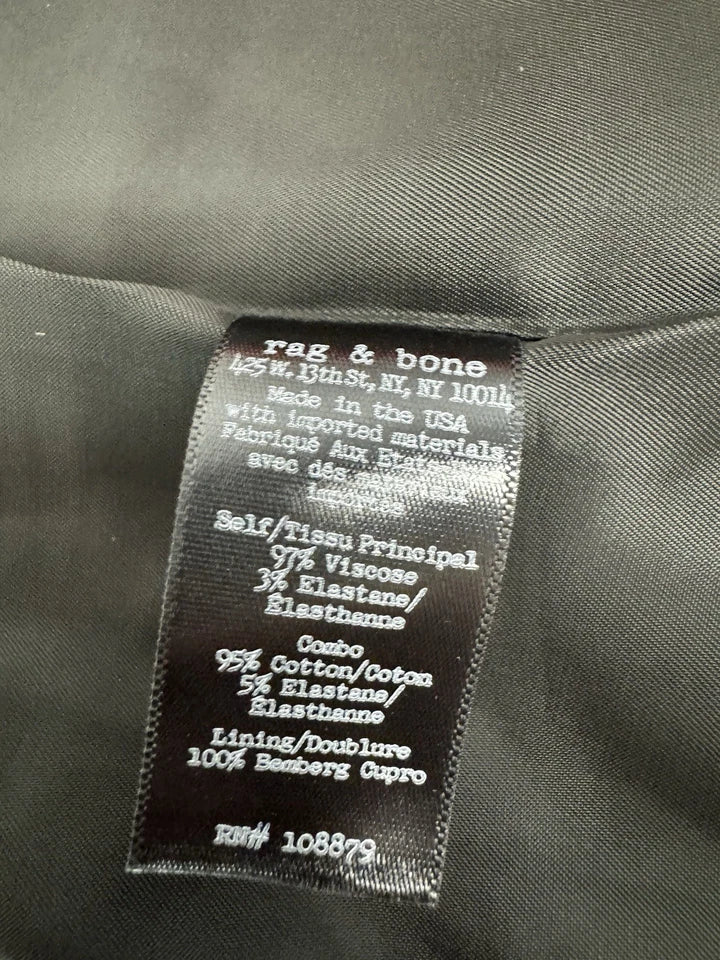 rag & bone
425 W. 13th St, NY, NY 10014
Made in the USA
with imported materials
Fabriqué Aux
avec dés
importés
Self/Tissu Principal
97% Viscose
3% Elastane/
Élasthanne
Combo
95% Cotton/Coton
5% Elastane/
Élasthanne
Lining/Doublure
100% Bemberg Cupro
RN# 108879